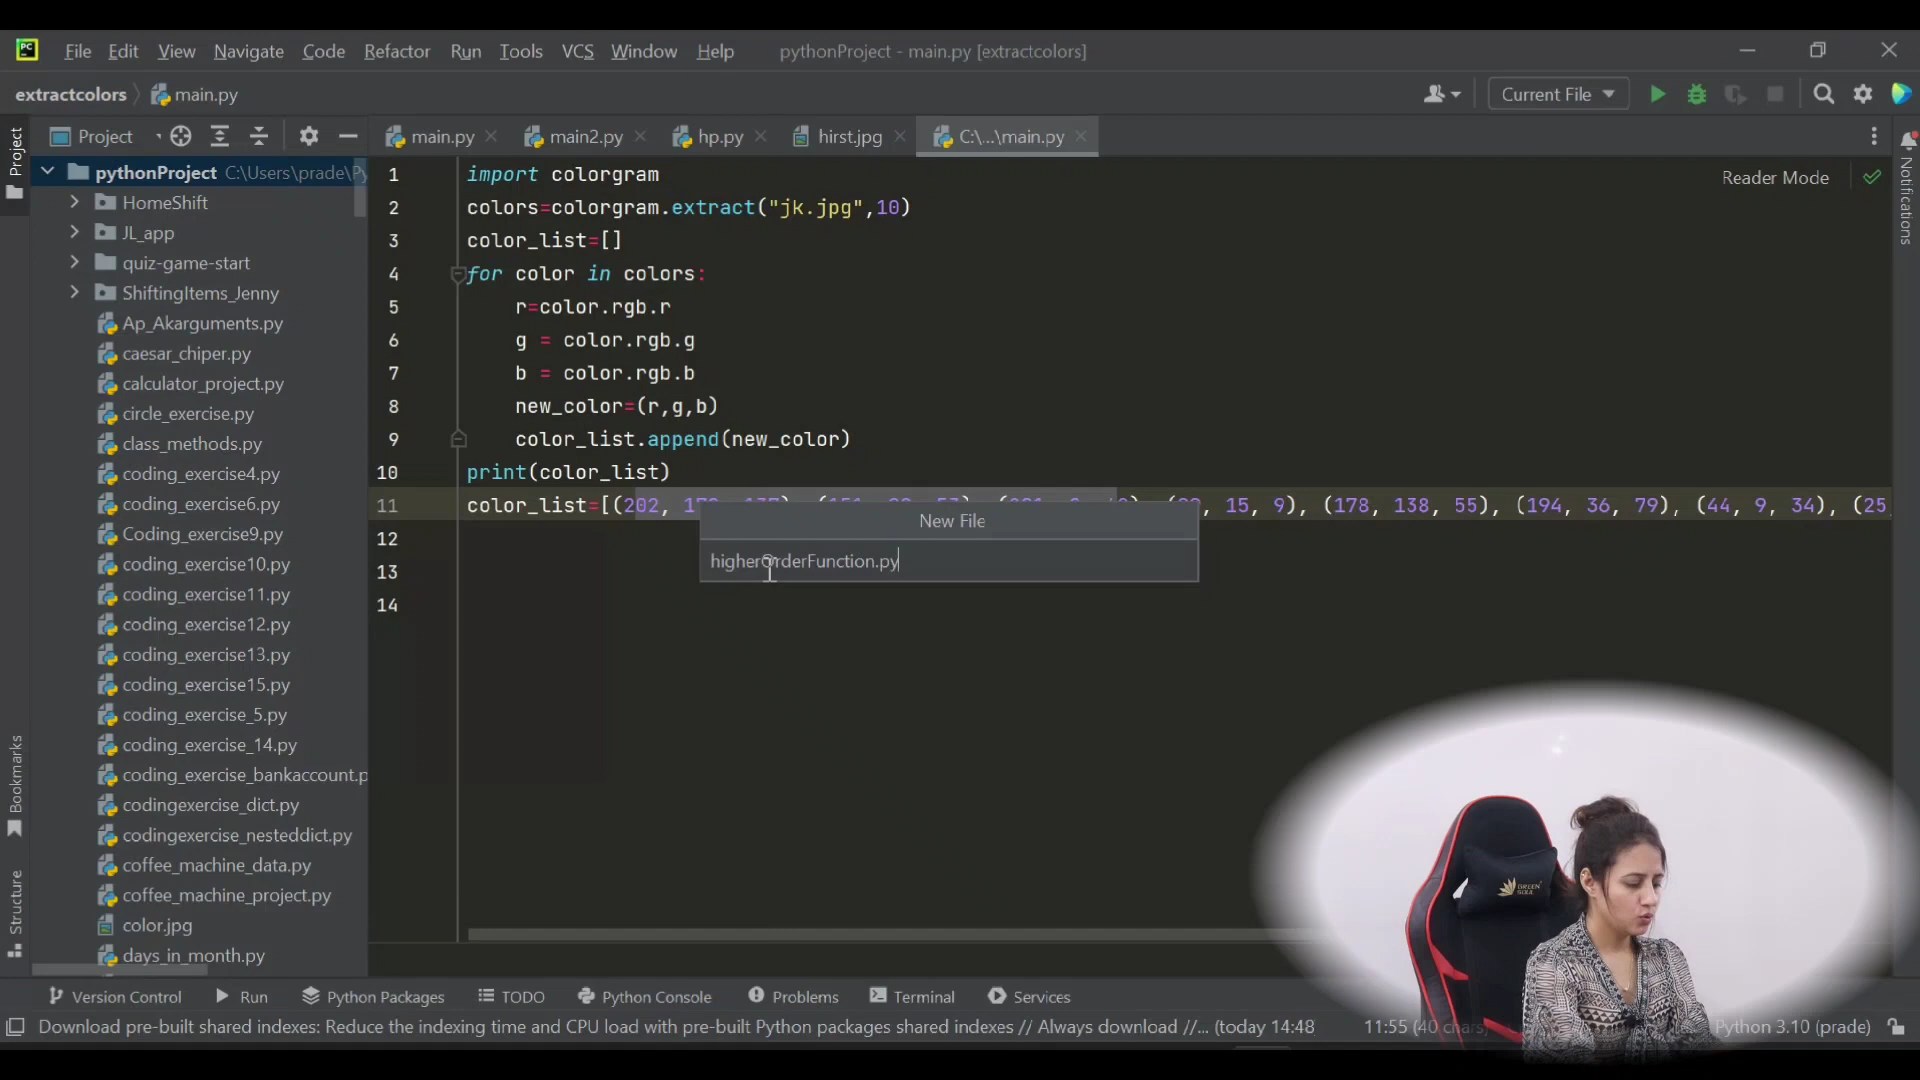 PC File Edit View Navigate Code Refactor Run Tools VCS Window Help pythonProject - main.py [extractcolors]
extractcolors main.py Current File
Project main.py main2.py hp.py hirst.jpg C:\...\main.py
Project
Notifications
Bookmarks
Structure
pythonProject C:\Users\prade\Py
HomeShift
JL_app
quiz-game-start
ShiftingItems_Jenny
Ap_Akarguments.py
caesar_chiper.py
calculator_project.py
circle_exercise.py
class_methods.py
coding_exercise4.py
coding_exercise6.py
Coding_exercise9.py
coding_exercise10.py
coding_exercise11.py
coding_exercise12.py
coding_exercise13.py
coding_exercise15.py
coding_exercise_5.py
coding_exercise_14.py
coding_exercise_bankaccount.p
codingexercise_dict.py
codingexercise_nesteddict.py
coffee_machine_data.py
coffee_machine_project.py
color.jpg
days_in_month.py
Reader Mode
1 import colorgram
2 colors=colorgram.extract("jk.jpg",10)
3 color_list=[]
4 for color in colors:
5 r=color.rgb.r
6 g = color.rgb.g
7 b = color.rgb.b
8 new_color=(r,g,b)
9 color_list.append(new_color)
10 print(color_list)
11 color_list=[(202, 15, 9), (178, 138, 55), (194, 36, 79), (44, 9, 34), (25,
12
13
14
New File
higherOrderFunction.py
GREEN SOUL
Version Control Run Python Packages TODO Python Console Problems Terminal Services
Download pre-built shared indexes: Reduce the indexing time and CPU load with pre-built Python packages shared indexes // Always download //... (today 14:48 11:55 (40 chars) Python 3.10 (prade)